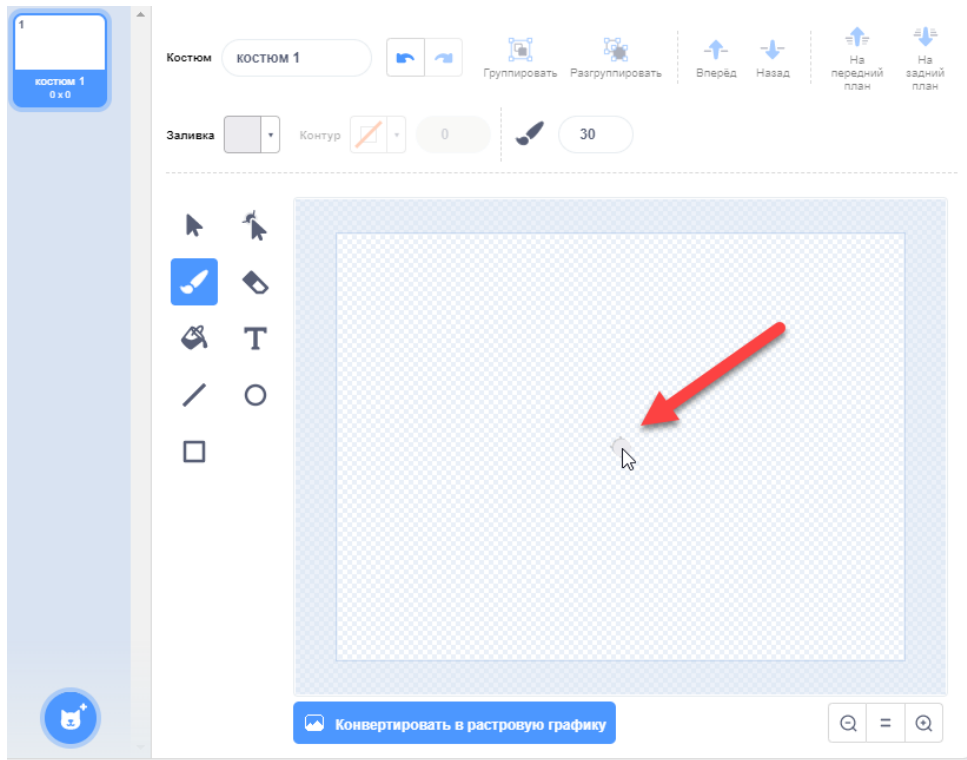 1
костюм 1
0 x 0
Костюм
костюм 1
Группировать
Разгруппировать
Вперёд
Назад
На
передний
план
На
задний
план
Заливка
Контур
0
30
T
Конвертировать в растровую графику